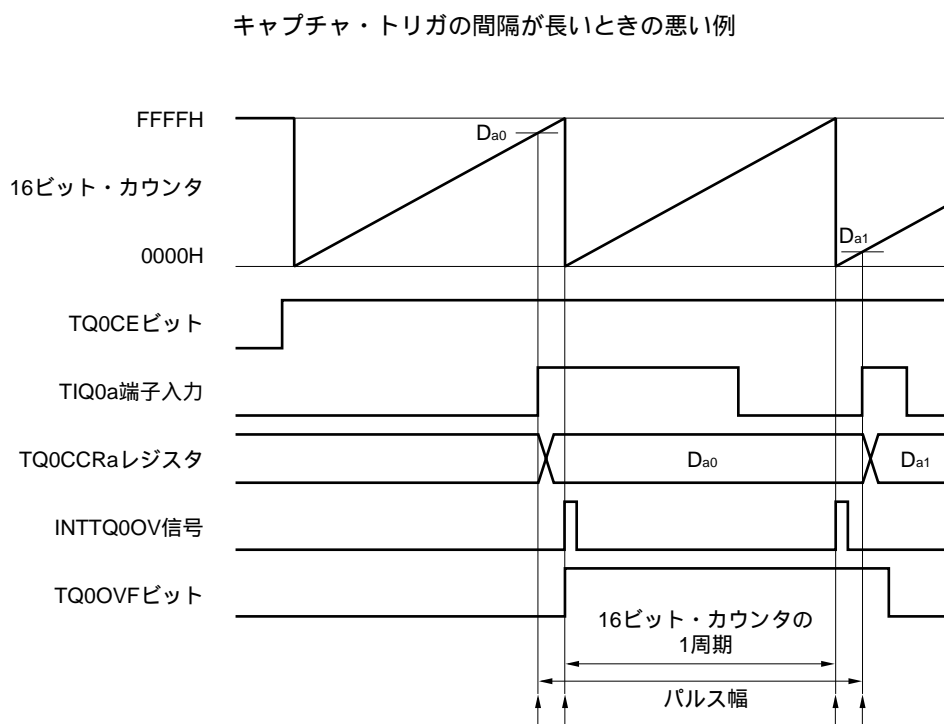 キャプチャ・トリガの間隔が長いときの悪い例
FFFFH
Da0
16ビット・カウンタ
Da1
0000H
TQ0CEビット
TIQ0a端子入力
TQ0CCRaレジスタ
Da0
Da1
INTTQ0OV信号
TQ0OVFビット
16ビット・カウンタの
1周期
パルス幅